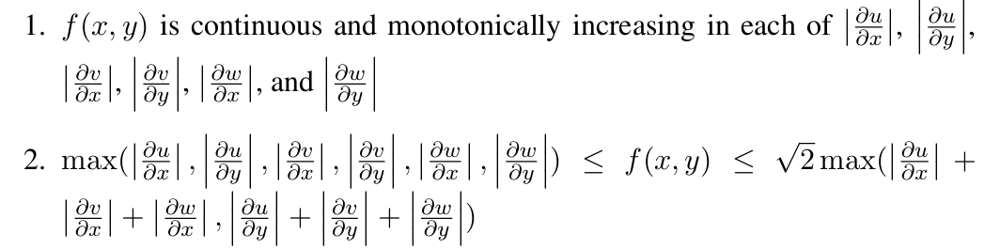 1. $f(x, y)$ is continuous and monotonically increasing in each of $\left|\frac{\partial u}{\partial x}\right|$, $\left|\frac{\partial u}{\partial y}\right|$,
$\left|\frac{\partial v}{\partial x}\right|$, $\left|\frac{\partial v}{\partial y}\right|$, $\left|\frac{\partial w}{\partial x}\right|$, and $\left|\frac{\partial w}{\partial y}\right|$
2. $\max(\left|\frac{\partial u}{\partial x}\right|, \left|\frac{\partial u}{\partial y}\right|, \left|\frac{\partial v}{\partial x}\right|, \left|\frac{\partial v}{\partial y}\right|, \left|\frac{\partial w}{\partial x}\right|, \left|\frac{\partial w}{\partial y}\right|) \leq f(x, y) \leq \sqrt{2} \max(\left|\frac{\partial u}{\partial x}\right| +$
$\left|\frac{\partial v}{\partial x}\right| + \left|\frac{\partial w}{\partial x}\right|, \left|\frac{\partial u}{\partial y}\right| + \left|\frac{\partial v}{\partial y}\right| + \left|\frac{\partial w}{\partial y}\right|)$